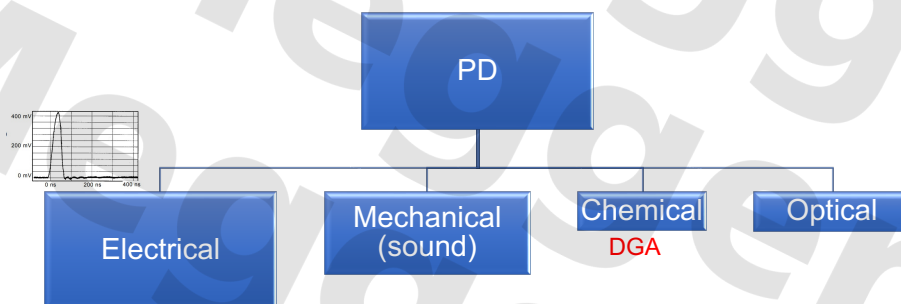 PD
400 mV
200 mV
0 mV
0 ns 200 ns 400 ns
Electrical
Mechanical
(sound)
Chemical
DGA
Optical
Megger